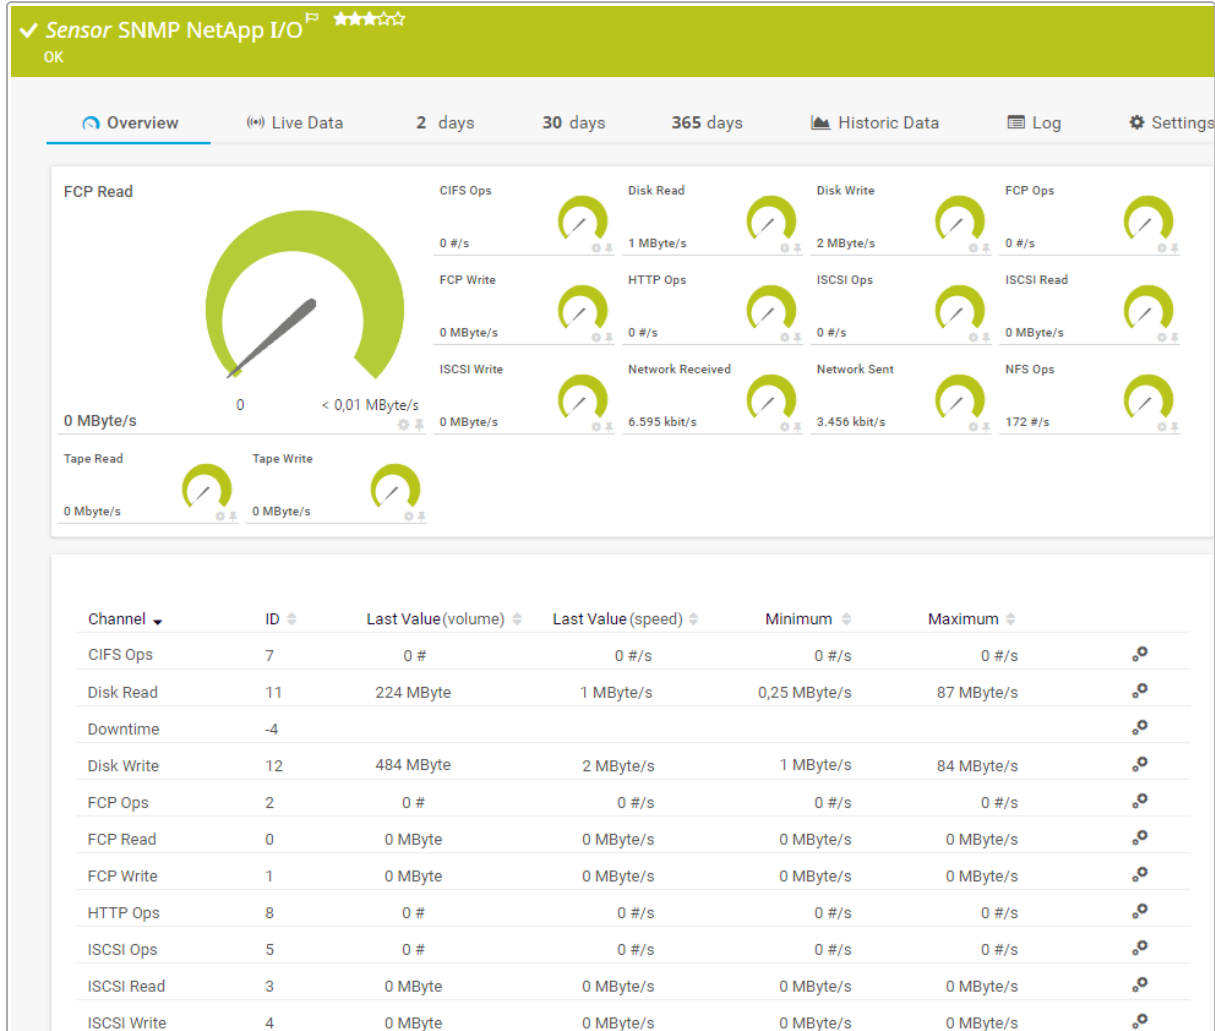 Sensor SNMP NetApp I/O
OK
Overview Live Data 2 days 30 days 365 days Historic Data Log Settings
FCP Read
0 < 0,01 MByte/s
0 MByte/s
CIFS Ops
0 #/s
Disk Read
1 MByte/s
Disk Write
2 MByte/s
FCP Ops
0 #/s
FCP Write
0 MByte/s
HTTP Ops
0 #/s
ISCSI Ops
0 #/s
ISCSI Read
0 MByte/s
ISCSI Write
0 MByte/s
Network Received
6.595 kbit/s
Network Sent
3.456 kbit/s
NFS Ops
172 #/s
Tape Read
0 Mbyte/s
Tape Write
0 MByte/s
Channel ID Last Value (volume) Last Value (speed) Minimum Maximum
CIFS Ops 7 0 # 0 #/s 0 #/s 0 #/s
Disk Read 11 224 MByte 1 MByte/s 0,25 MByte/s 87 MByte/s
Downtime -4
Disk Write 12 484 MByte 2 MByte/s 1 MByte/s 84 MByte/s
FCP Ops 2 0 # 0 #/s 0 #/s 0 #/s
FCP Read 0 0 MByte 0 MByte/s 0 MByte/s 0 MByte/s
FCP Write 1 0 MByte 0 MByte/s 0 MByte/s 0 MByte/s
HTTP Ops 8 0 # 0 #/s 0 #/s 0 #/s
ISCSI Ops 5 0 # 0 #/s 0 #/s 0 #/s
ISCSI Read 3 0 MByte 0 MByte/s 0 MByte/s 0 MByte/s
ISCSI Write 4 0 MByte 0 MByte/s 0 MByte/s 0 MByte/s